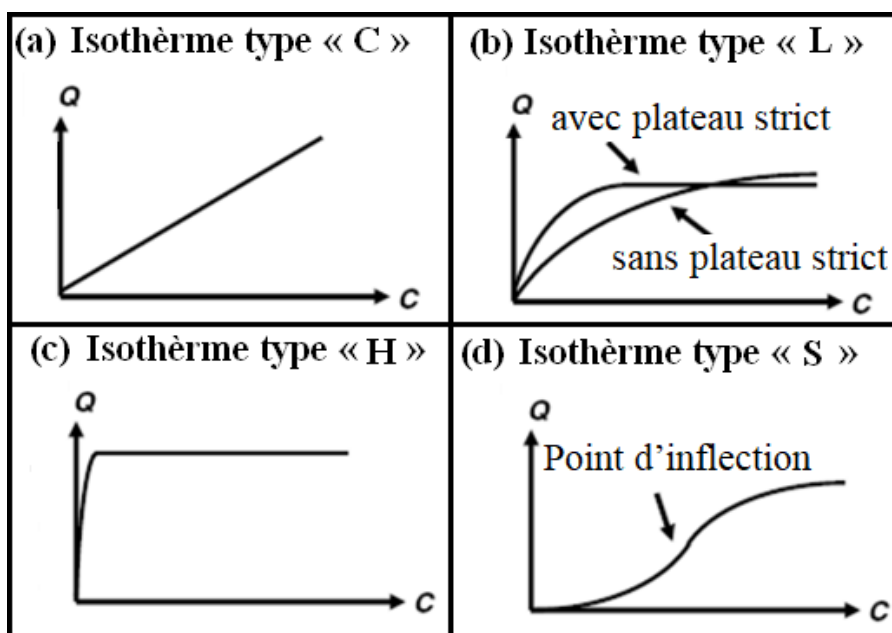 (a) Isothèrme type « C »
Q
C
(b) Isothèrme type « L »
Q
avec plateau strict
sans plateau strict
C
(c) Isothèrme type « H »
Q
C
(d) Isothèrme type « S »
Q
Point d’inflection
C